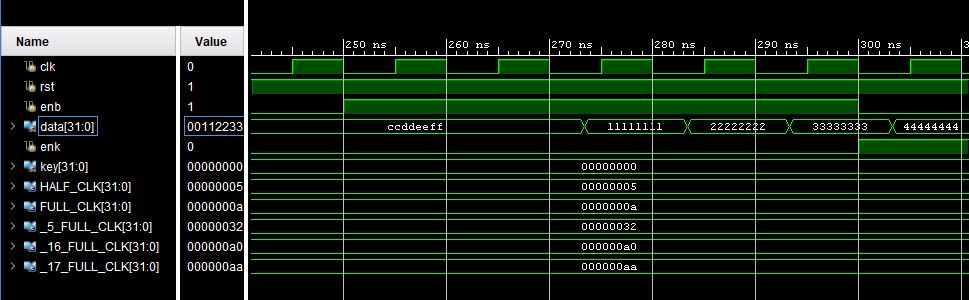 Name Value
250 ns 260 ns 270 ns 280 ns 290 ns 300 ns 3
clk 0
rst 1
enb 1
data[31:0] 00112233 ccddeeff 11111111 22222222 33333333 44444444
enk 0
key[31:0] 00000000 00000000
HALF_CLK[31:0] 00000005 00000005
FULL_CLK[31:0] 0000000a 0000000a
_5_FULL_CLK[31:0] 00000032 00000032
_16_FULL_CLK[31:0] 000000a0 000000a0
_17_FULL_CLK[31:0] 000000aa 000000aa